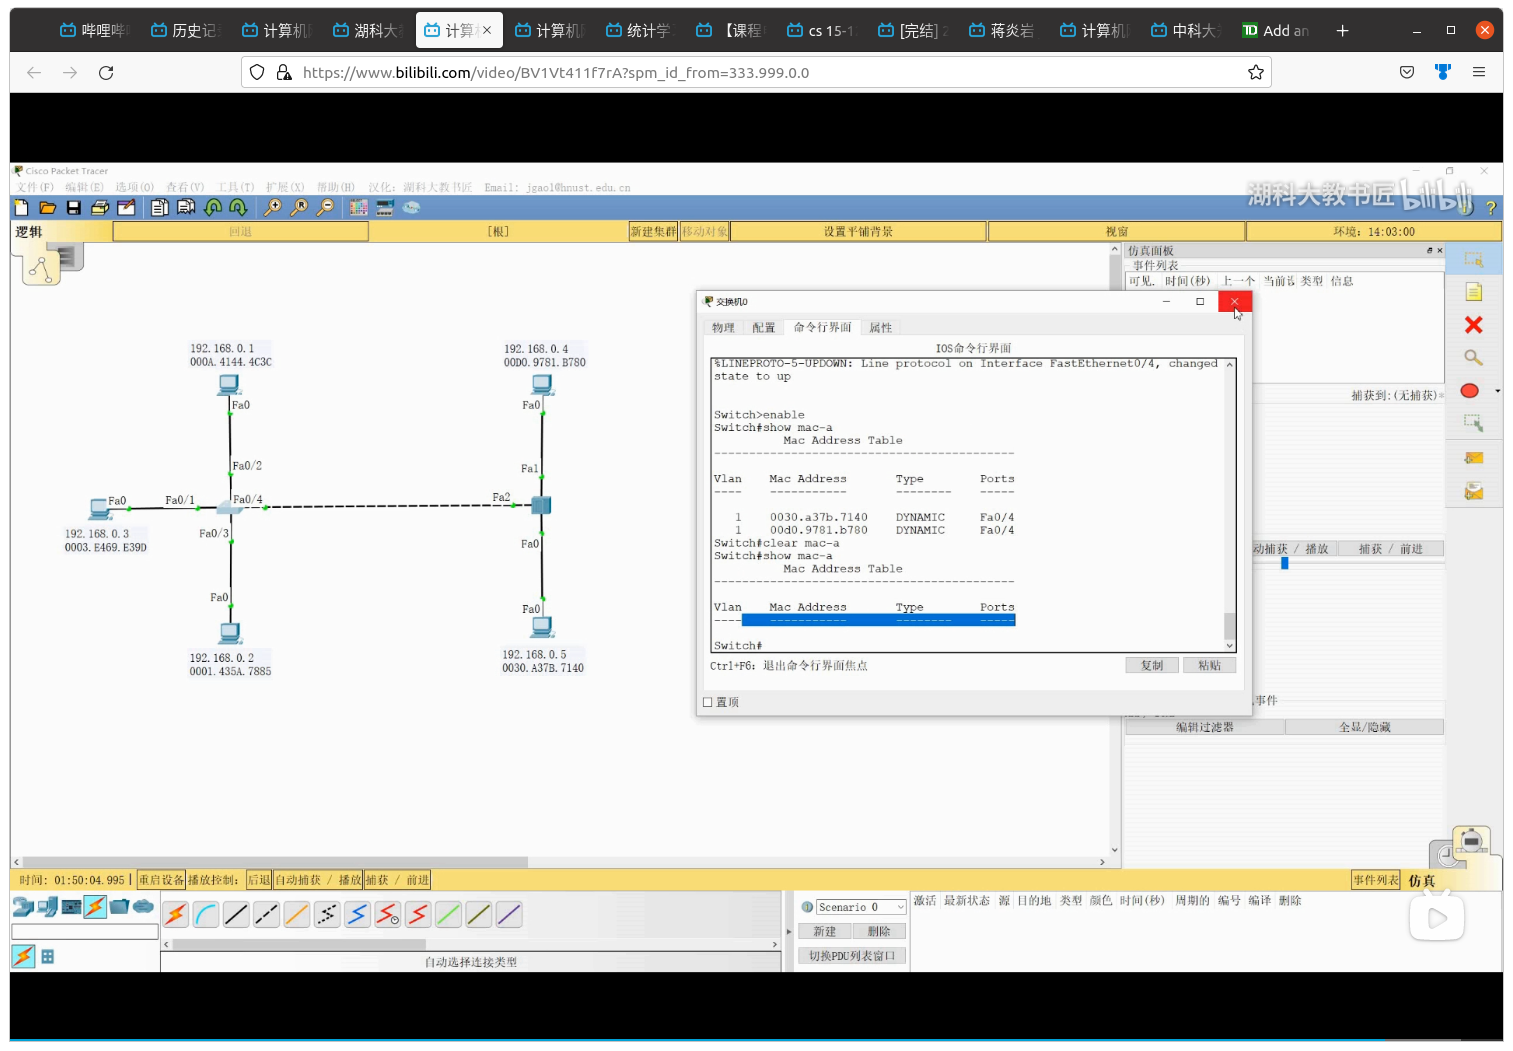 哔哩哔
历史记
计算机
湖科大
计算
计算机
统计学
【课程
cs 15-1
[完结] 2
蒋炎岩
计算机
中科大
Add an
https://www.bilibili.com/video/BV1Vt411f7rA?spm_id_from=333.999.0.0
Cisco Packet Tracer
文件(F) 编辑(E) 选项(O) 查看(V) 工具(T) 扩展(X) 帮助(H) 汉化: 湖科大教书匠 Email: jgaol@hnust.edu.cn
湖科大教书匠 bilibili
逻辑 回退 [根] 新建集群 移动对象 设置平铺背景 视窗 环境: 14:03:00
仿真面板
事件列表
可见. 时间(秒) 上一个 当前设 类型 信息
捕获到:(无捕获)
192.168.0.1
000A.4144.4C3C
Fa0
Fa0/2
Fa0
Fa0/1
Fa0/4
192.168.0.3
0003.E469.E39D
Fa0/3
Fa0
192.168.0.2
0001.435A.7885
192.168.0.4
00D0.9781.B780
Fa0
Fa1
Fa2
Fa0
Fa0
192.168.0.5
0030.A37B.7140
交换机0
物理 配置 命令行界面 属性
IOS命令行界面
%LINEPROTO-5-UPDOWN: Line protocol on Interface FastEthernet0/4, changed
state to up
Switch>enable
Switch#show mac-a
Mac Address Table
-------------------------------------------
Vlan Mac Address Type Ports
---- ----------- -------- -----
1 0030.a37b.7140 DYNAMIC Fa0/4
1 00d0.9781.b780 DYNAMIC Fa0/4
Switch#clear mac-a
Switch#show mac-a
Mac Address Table
-------------------------------------------
Vlan Mac Address Type Ports
---- ----------- -------- -----
Switch#
Ctrl+F6: 退出命令行界面焦点
复制 粘贴
置顶
动捕获 / 播放 捕获 / 前进
事件
编辑过滤器 全显/隐藏
时间: 01:50:04.995 重启设备 播放控制: 后退 自动捕获 / 播放 捕获 / 前进
事件列表 仿真
Scenario 0
新建 删除
切换PDU列表窗口
激活 最新状态 源 目的地 类型 颜色 时间(秒) 周期的 编号 编译 删除
自动选择连接类型